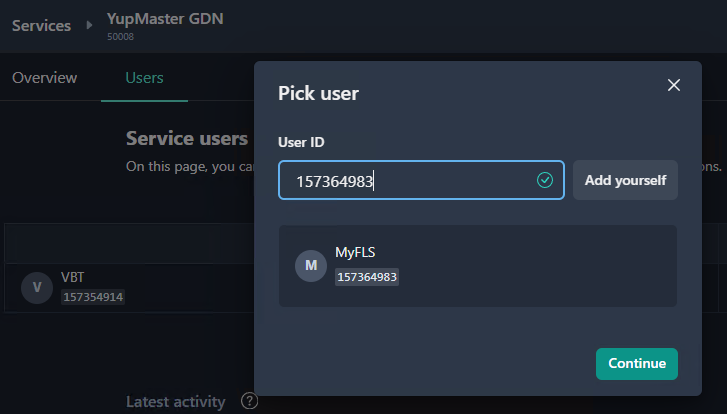 Services
YupMaster GDN
50008
Overview
Users
Service users
On this page, you ca
ons.
Pick user
User ID
157364983
Add yourself
M
MyFLS
157364983
V
VBT
157354914
Continue
Latest activity
?